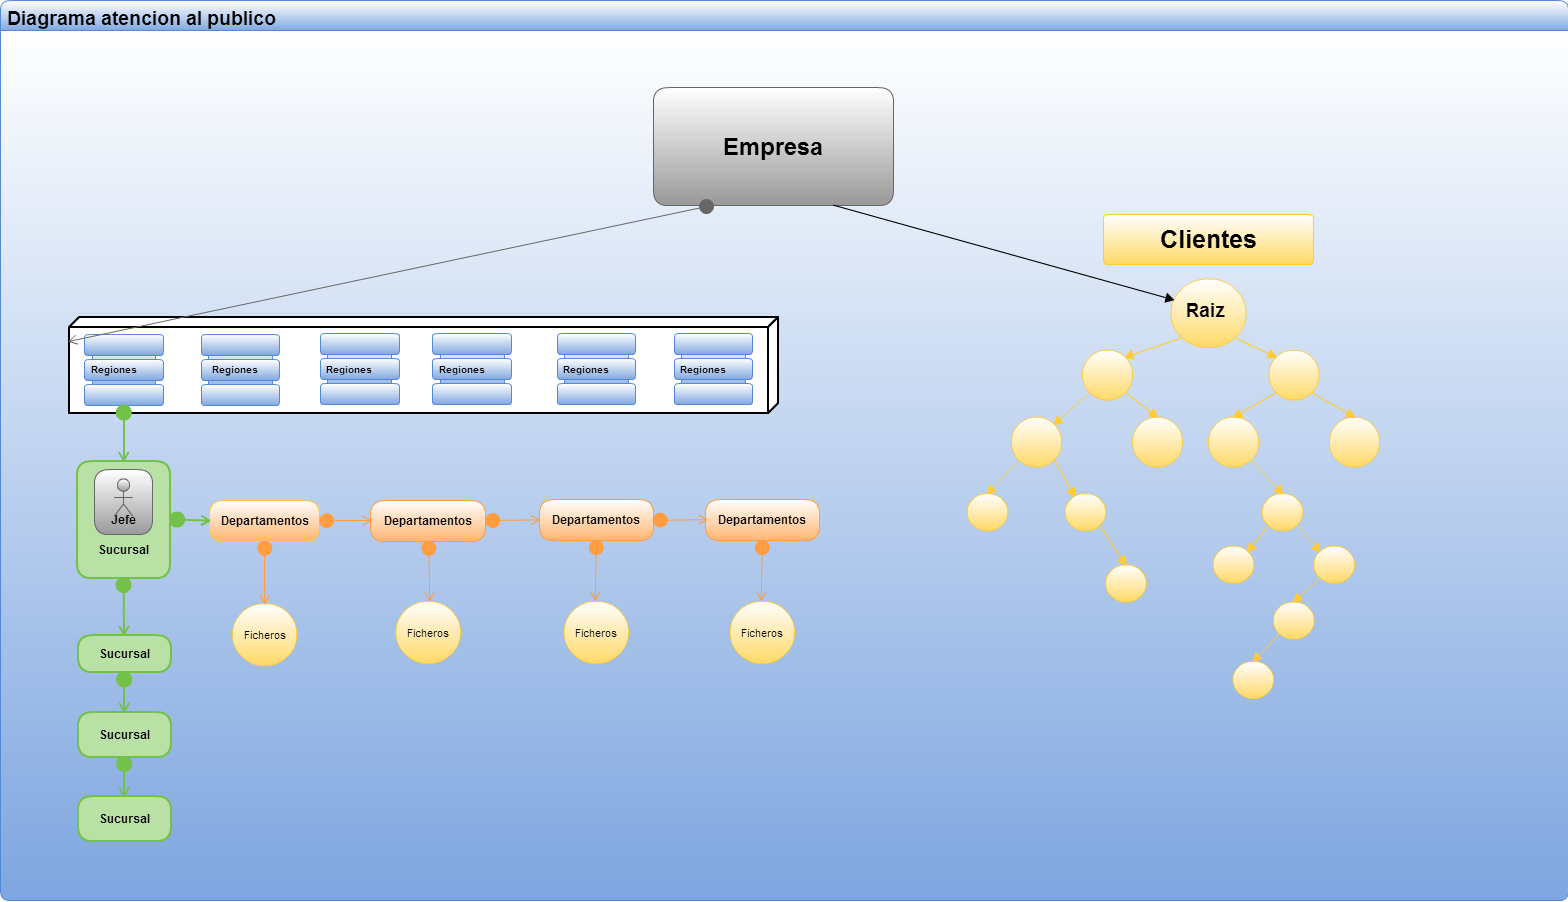 Diagrama atencion al publico
Empresa
Clientes
Raiz
Regiones
Regiones
Regiones
Regiones
Regiones
Regiones
Jefe
Sucursal
Departamentos
Departamentos
Departamentos
Departamentos
Ficheros
Ficheros
Ficheros
Ficheros
Sucursal
Sucursal
Sucursal